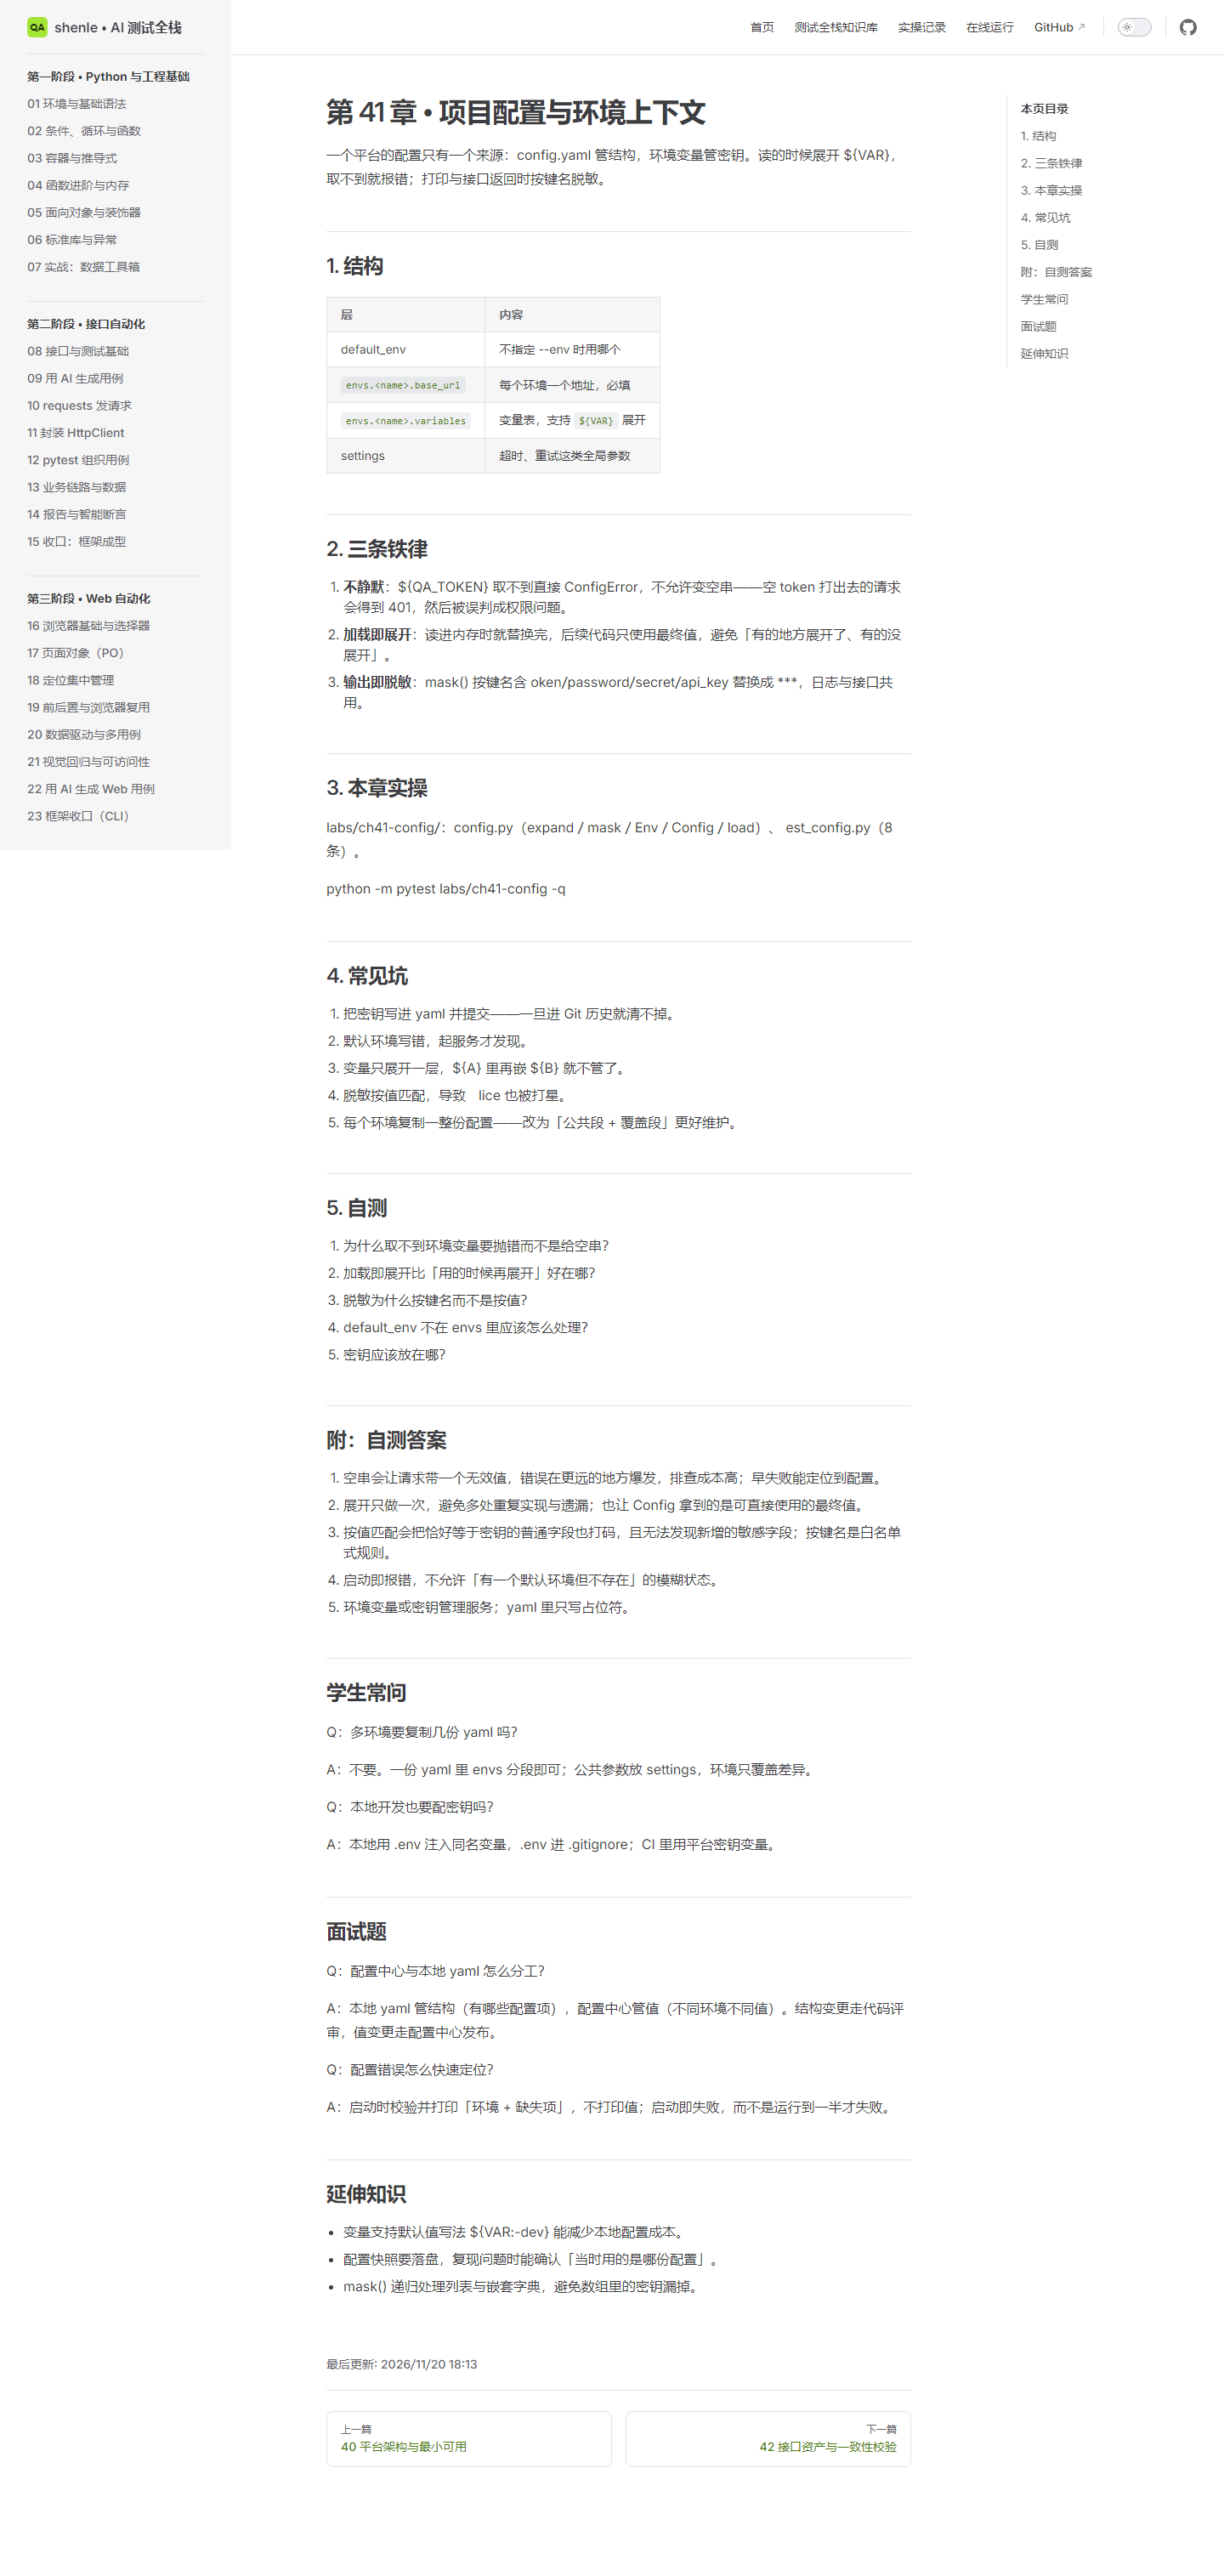 shenle • AI 测试全栈
首页
测试全栈知识库
实操记录
在线运行
GitHub
第一阶段 • Python 与工程基础
01 环境与基础语法
02 条件、循环与函数
03 容器与推导式
04 函数进阶与内存
05 面向对象与装饰器
06 标准库与异常
07 实战：数据工具箱
第二阶段 • 接口自动化
08 接口与测试基础
09 用 AI 生成用例
10 requests 发请求
11 封装 HttpClient
12 pytest 组织用例
13 业务链路与数据
14 报告与智能断言
15 收口：框架成型
第三阶段 • Web 自动化
16 浏览器基础与选择器
17 页面对象（PO）
18 定位集中管理
19 前后置与浏览器复用
20 数据驱动与多用例
21 视觉回归与可访问性
22 用 AI 生成 Web 用例
23 框架收口（CLI）
第 41 章 • 项目配置与环境上下文
一个平台的配置只有一个来源：config.yaml 管结构，环境变量管密钥。读的时候展开 ${VAR}，
取不到就报错；打印与接口返回时按键名脱敏。
1. 结构
层 内容
default_env 不指定 --env 时用哪个
envs.<name>.base_url 每个环境一个地址，必填
envs.<name>.variables 变量表，支持 ${VAR} 展开
settings 超时、重试这类全局参数
2. 三条铁律
1. 不静默：${QA_TOKEN} 取不到直接 ConfigError，不允许变空串——空 token 打出去的请求
会得到 401，然后被误判成权限问题。
2. 加载即展开：读进内存时就替换完，后续代码只使用最终值，避免「有的地方展开了、有的没
展开」。
3. 输出即脱敏：mask() 按键名含 oken/password/secret/api_key 替换成 ***，日志与接口共
用。
3. 本章实操
labs/ch41-config/：config.py（expand / mask / Env / Config / load）、 est_config.py（8
条）。
python -m pytest labs/ch41-config -q
4. 常见坑
1. 把密钥写进 yaml 并提交——一旦进 Git 历史就清不掉。
2. 默认环境写错，起服务才发现。
3. 变量只展开一层，${A} 里再嵌 ${B} 就不管了。
4. 脱敏按值匹配，导致 lice 也被打星。
5. 每个环境复制一整份配置——改为「公共段 + 覆盖段」更好维护。
5. 自测
1. 为什么取不到环境变量要抛错而不是给空串？
2. 加载即展开比「用的时候再展开」好在哪？
3. 脱敏为什么按键名而不是按值？
4. default_env 不在 envs 里应该怎么处理？
5. 密钥应该放在哪？
附：自测答案
1. 空串会让请求带一个无效值，错误在更远的地方爆发，排查成本高；早失败能定位到配置。
2. 展开只做一次，避免多处重复实现与遗漏；也让 Config 拿到的是可直接使用的最终值。
3. 按值匹配会把恰好等于密钥的普通字段也打码，且无法发现新增的敏感字段；按键名是白名单
式规则。
4. 启动即报错，不允许「有一个默认环境但不存在」的模糊状态。
5. 环境变量或密钥管理服务；yaml 里只写占位符。
学生常问
Q：多环境要复制几份 yaml 吗？
A：不要。一份 yaml 里 envs 分段即可；公共参数放 settings，环境只覆盖差异。
Q：本地开发也要配密钥吗？
A：本地用 .env 注入同名变量，.env 进 .gitignore；CI 里用平台密钥变量。
面试题
Q：配置中心与本地 yaml 怎么分工？
A：本地 yaml 管结构（有哪些配置项），配置中心管值（不同环境不同值）。结构变更走代码评
审，值变更走配置中心发布。
Q：配置错误怎么快速定位？
A：启动时校验并打印「环境 + 缺失项」，不打印值；启动即失败，而不是运行到一半才失败。
延伸知识
• 变量支持默认值写法 ${VAR:-dev} 能减少本地配置成本。
• 配置快照要落盘，复现问题时能确认「当时用的是哪份配置」。
• mask() 递归处理列表与嵌套字典，避免数组里的密钥漏掉。
最后更新: 2026/11/20 18:13
上一篇
40 平台架构与最小可用
下一篇
42 接口资产与一致性校验
本页目录
1. 结构
2. 三条铁律
3. 本章实操
4. 常见坑
5. 自测
附：自测答案
学生常问
面试题
延伸知识